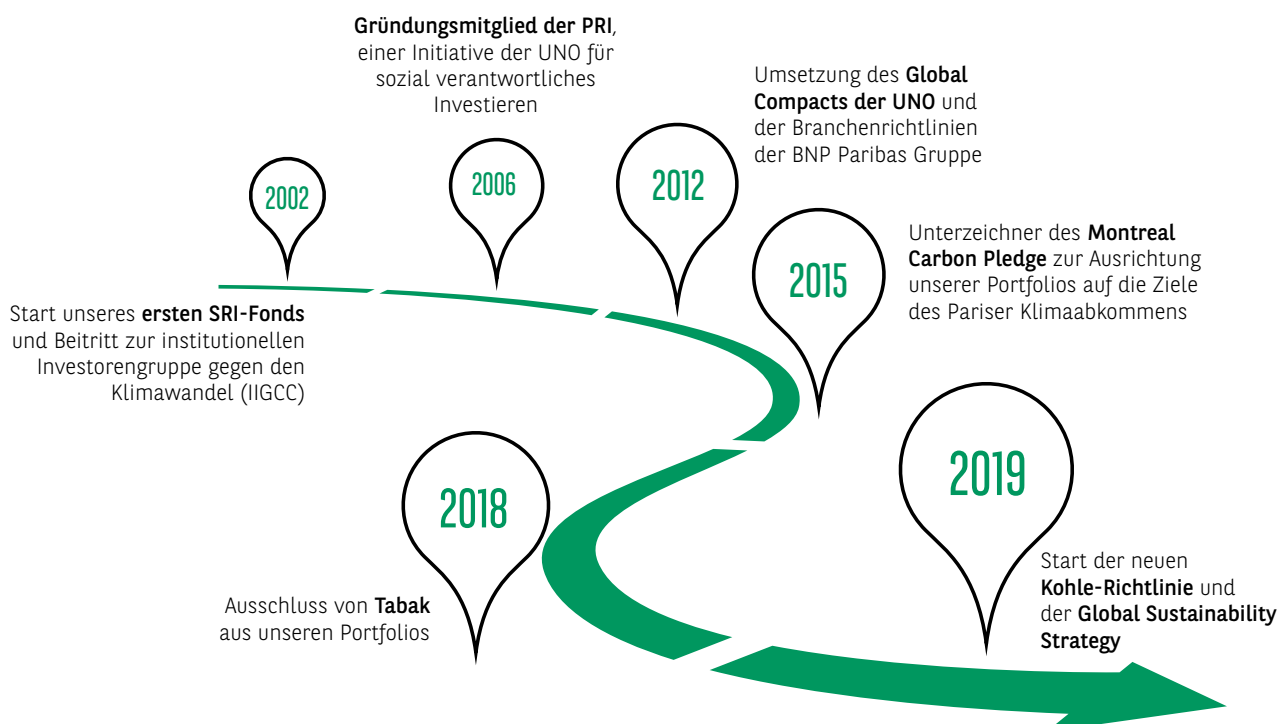 2002
Start unseres ersten SRI-Fonds
und Beitritt zur institutionellen
Investorengruppe gegen den
Klimawandel (IIGCC)
Gründungsmitglied der PRI,
einer Initiative der UNO für
sozial verantwortliches
Investieren
2006
2012
Umsetzung des Global
Compacts der UNO und
der Branchenrichtlinien
der BNP Paribas Gruppe
2015
Unterzeichner des Montreal
Carbon Pledge zur Ausrichtung
unserer Portfolios auf die Ziele
des Pariser Klimaabkommens
2018
Ausschluss von Tabak
aus unseren Portfolios
2019
Start der neuen
Kohle-Richtlinie und
der Global Sustainability
Strategy